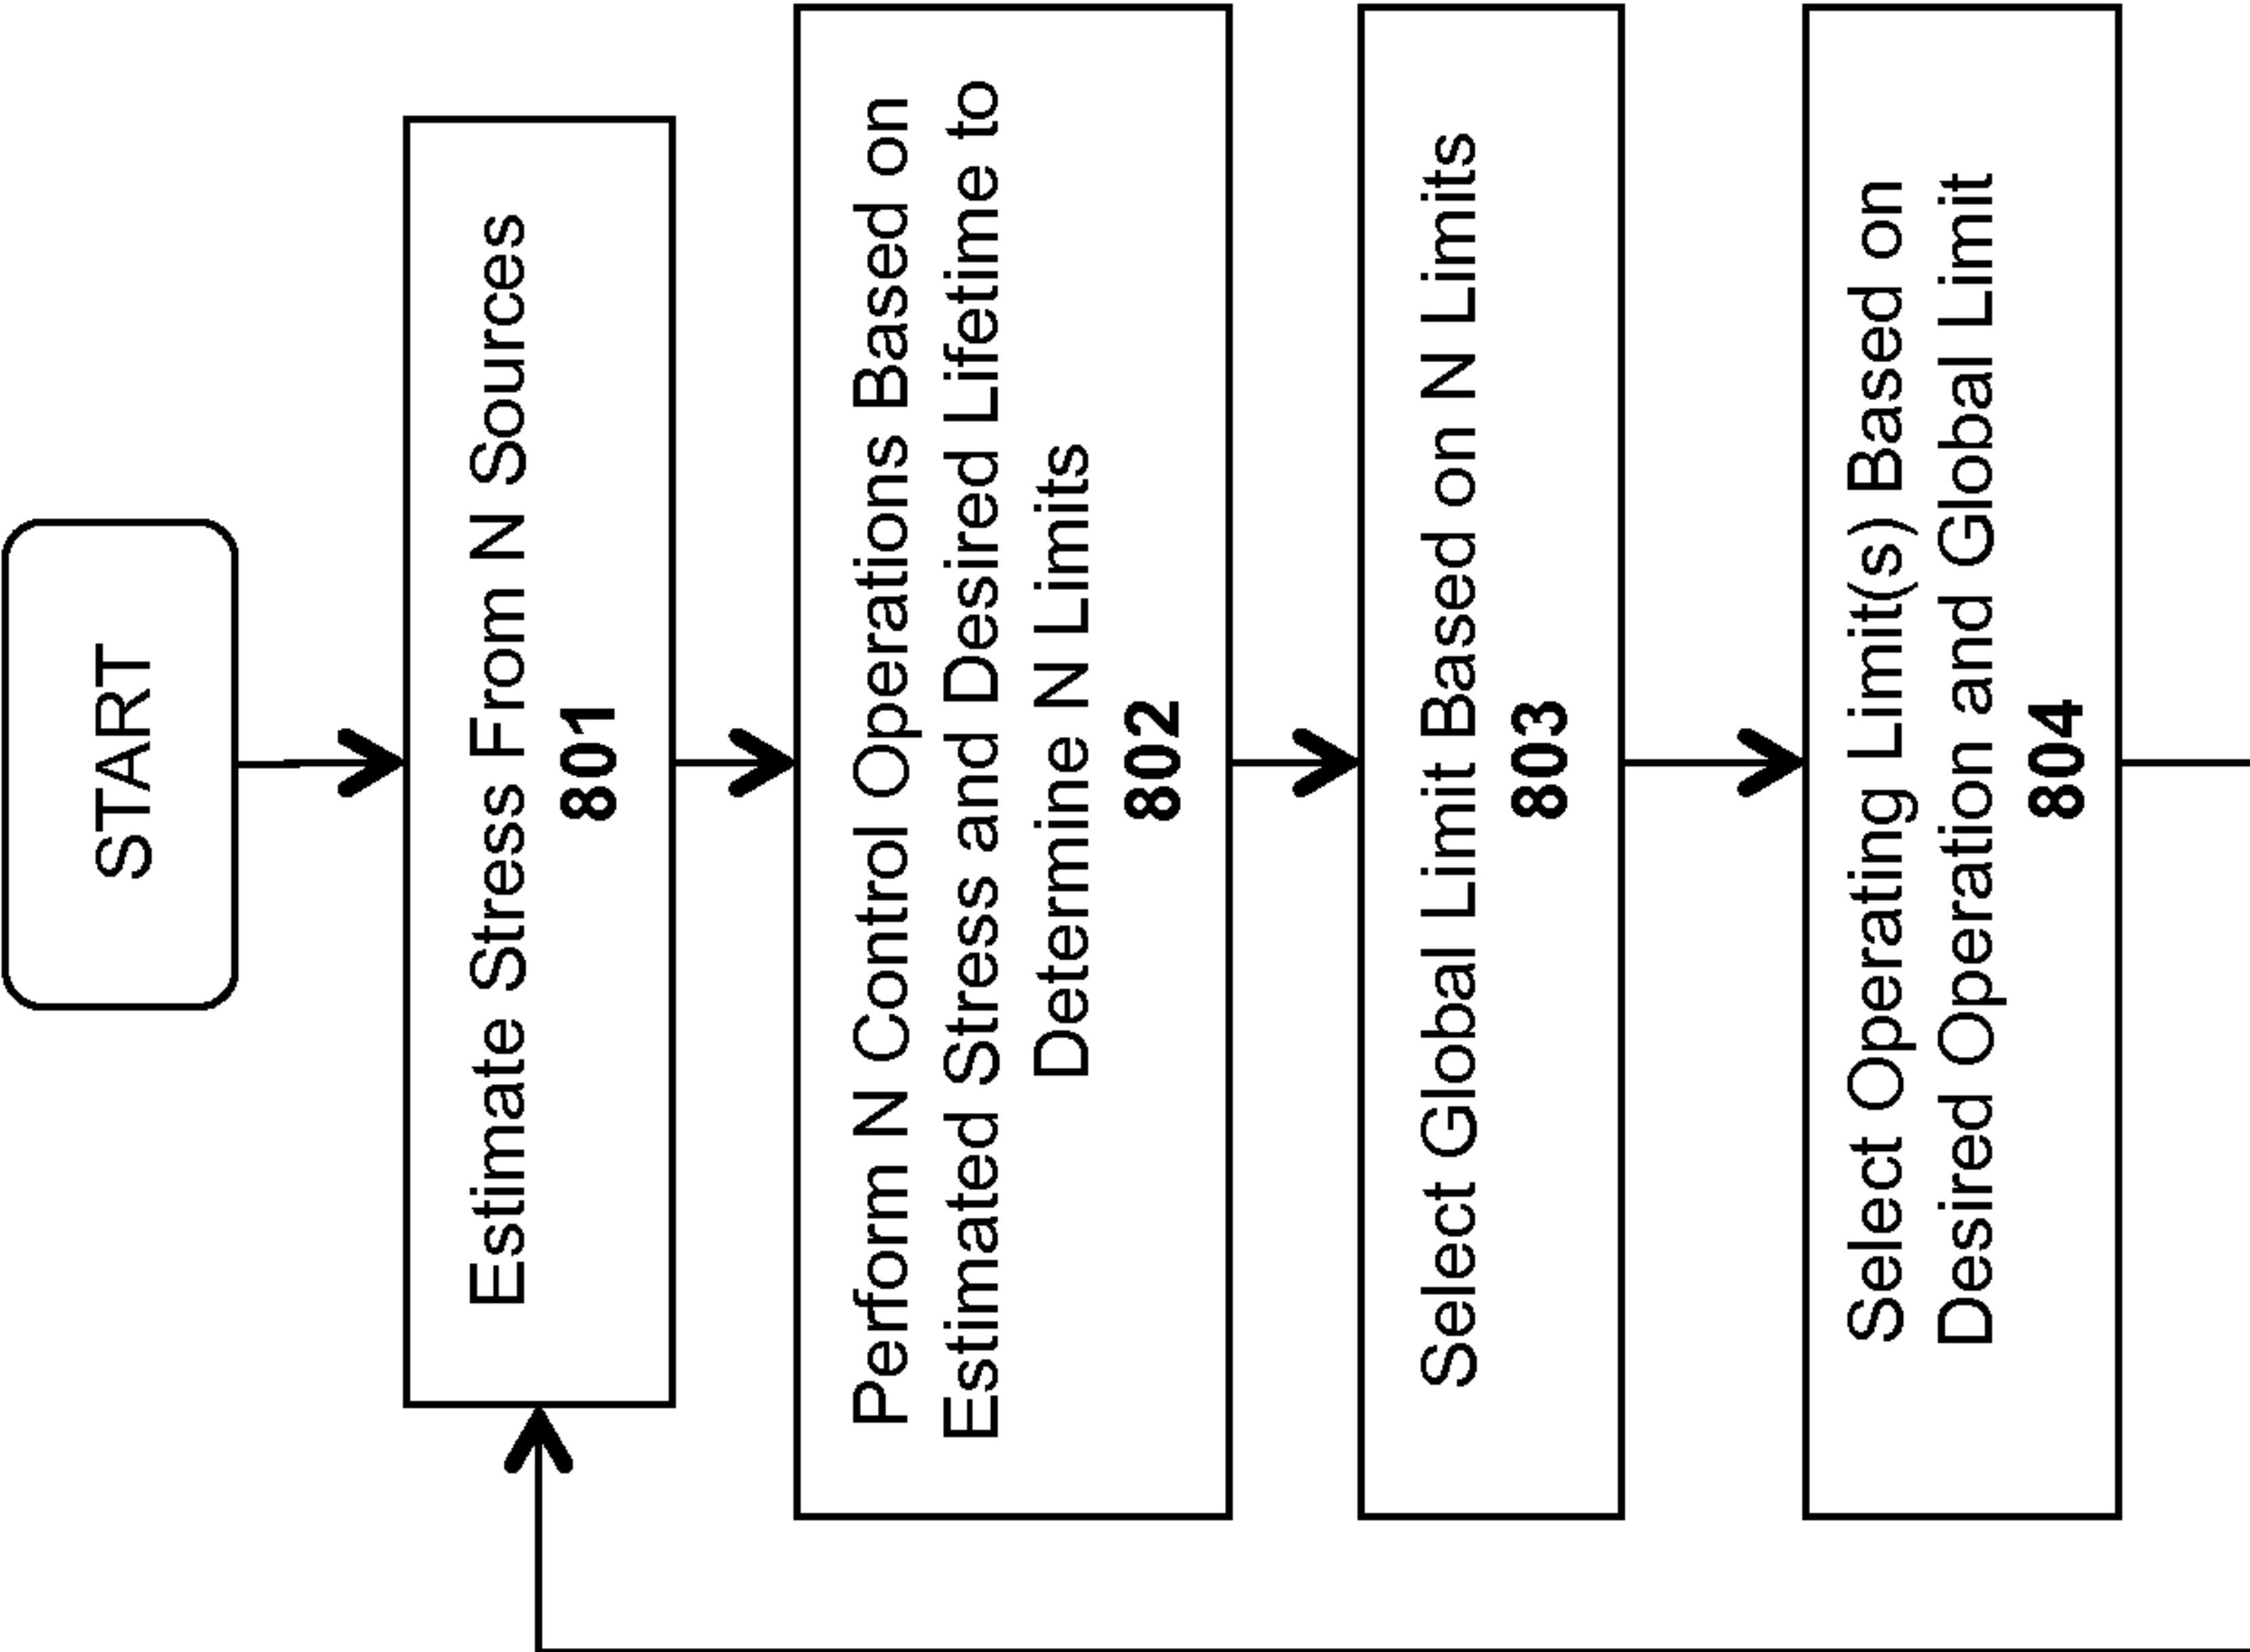 START
Estimate Stress From N Sources
801
Perform N Control Operations Based on
Estimated Stress and Desired Lifetime to
Determine N Limits
802
Select Global Limit Based on N Limits
803
Select Operating Limit(s) Based on
Desired Operation and Global Limit
804